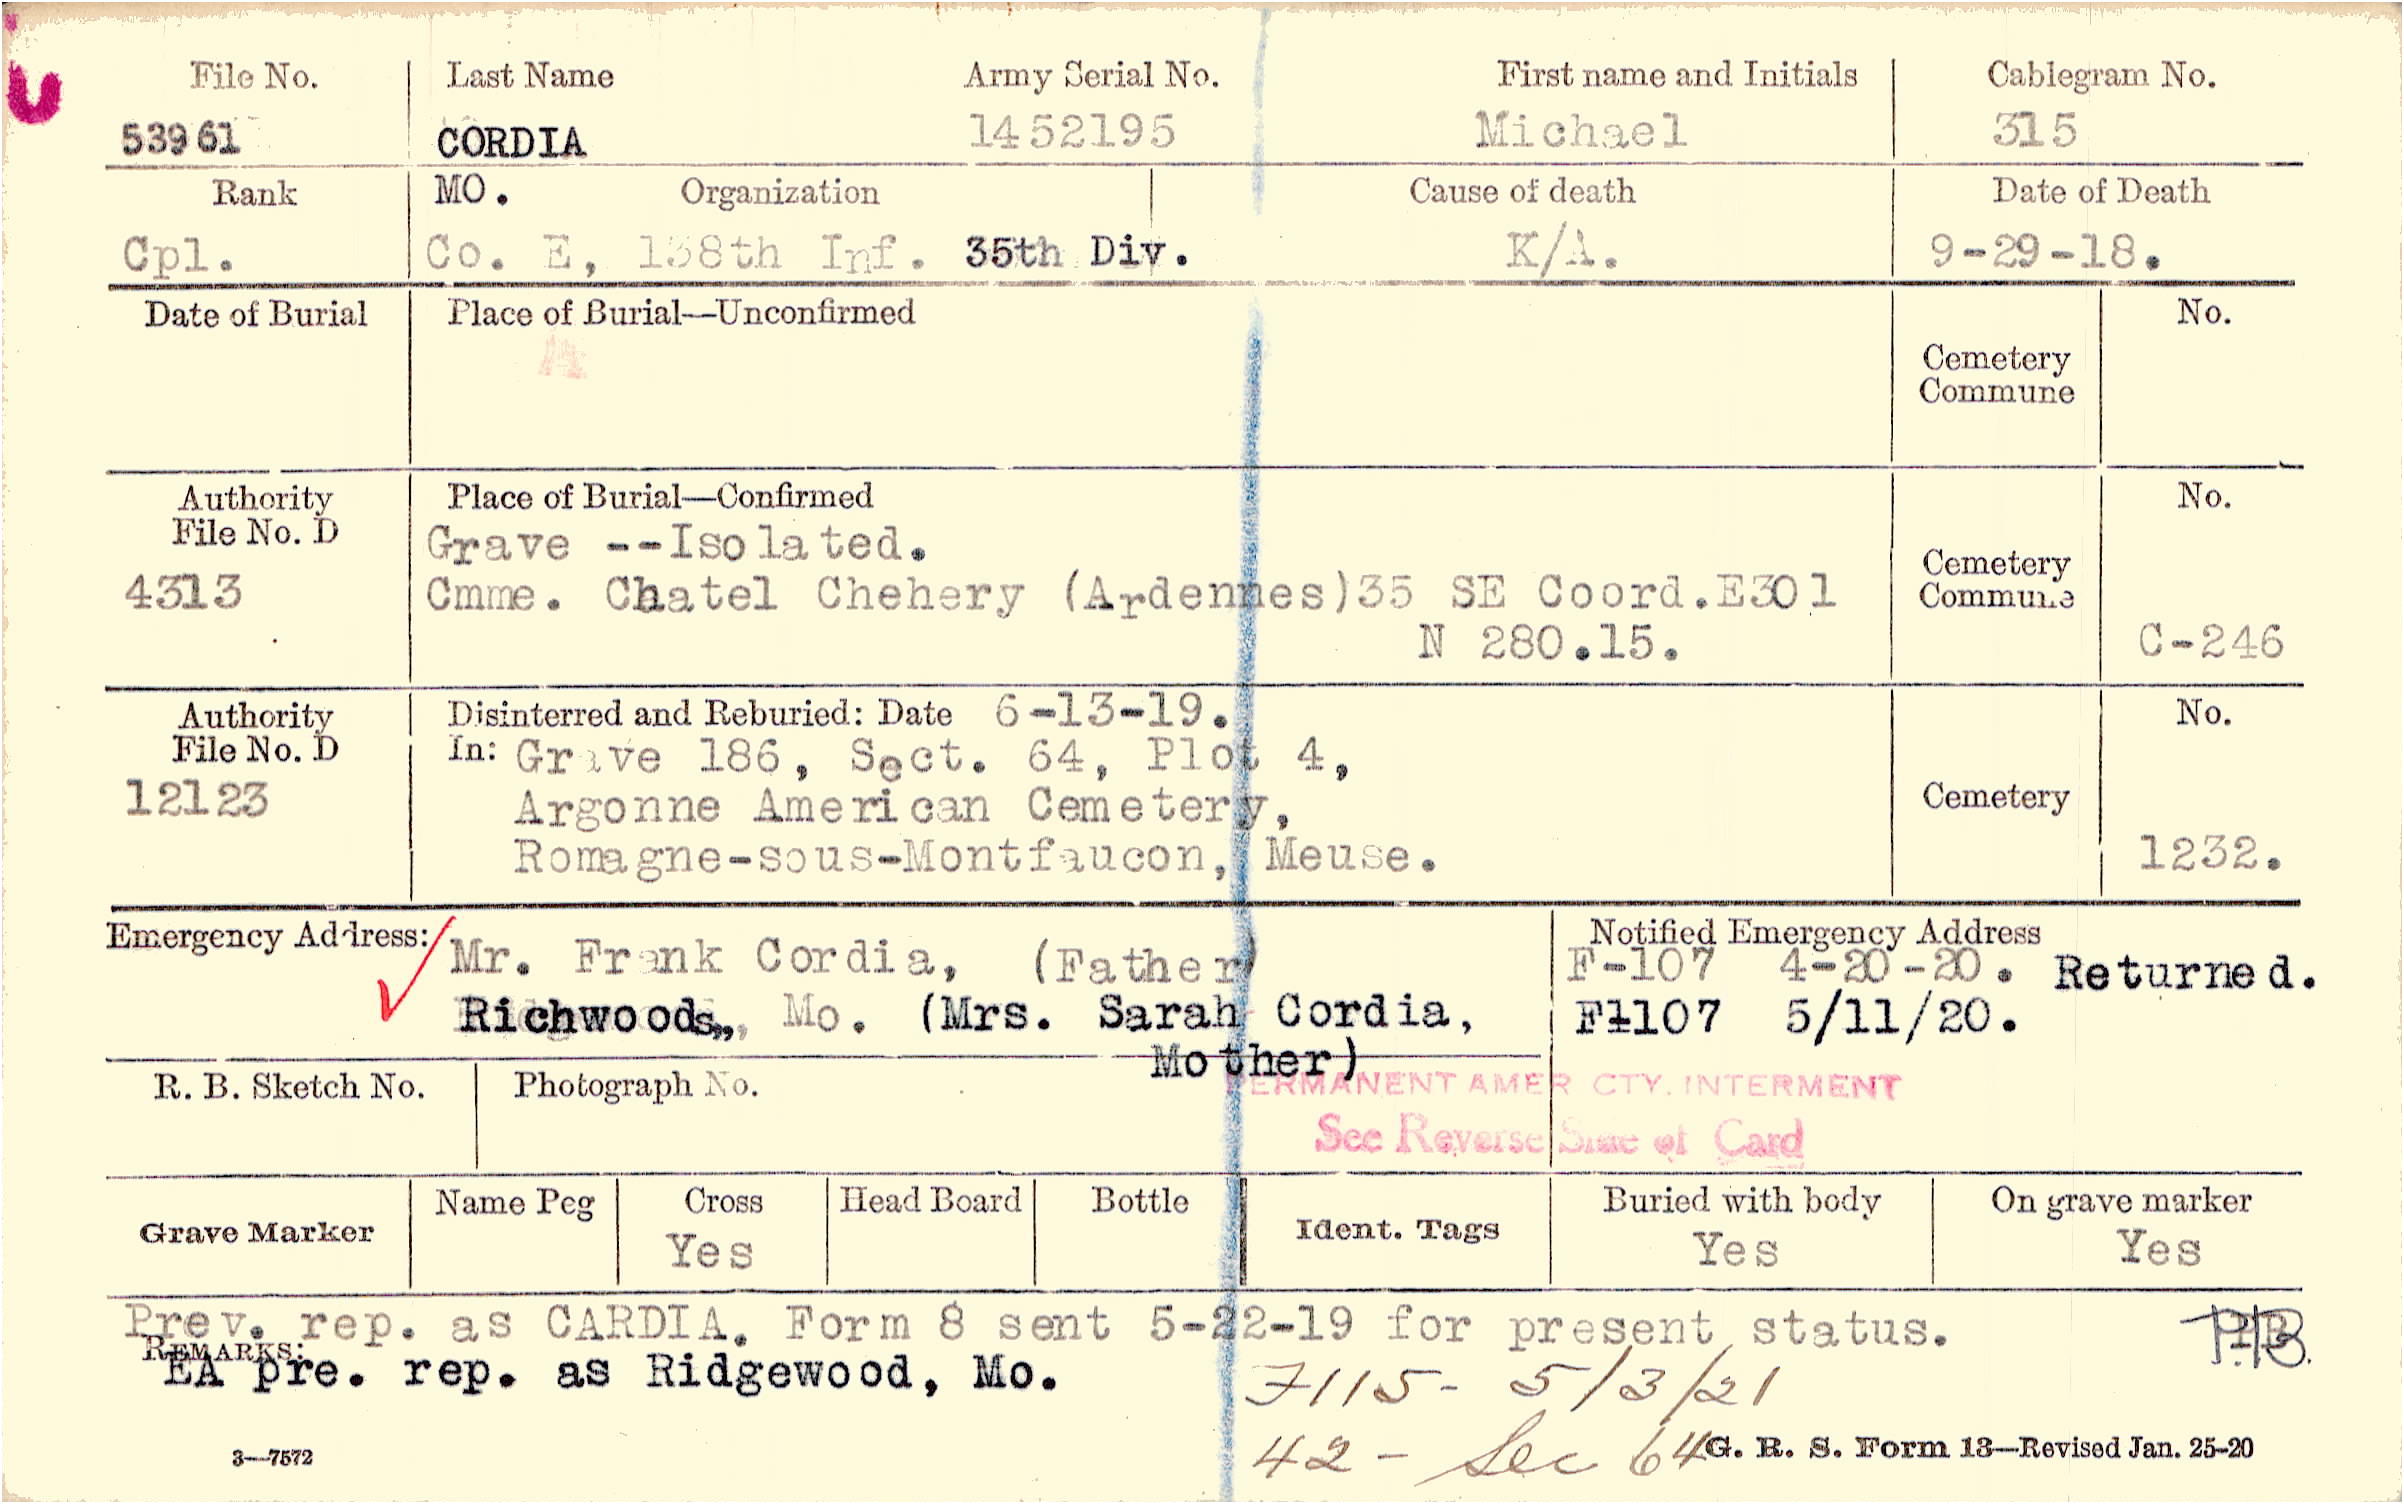 File No. Last Name Army Serial No. First name and Initials Cablegram No.
53961 CORDIA 1452195 Michael 315
Rank MO. Organization Cause of death Date of Death
Cpl. Co. E, 138th Inf. 35th Div. K/A. 9-29-18.
Date of Burial Place of Burial—Unconfirmed No.
A
Cemetery
Commune
Authority Place of Burial—Confirmed No.
File No. D Grave --Isolated.
4313 Cmme. Chatel Chehery (Ardennes)35 SE Coord.E301 Cemetery
Commune
N 280.15. C-246
Authority Disinterred and Reburied: Date 6-13-19. No.
File No. D In: Grave 186, Sect. 64, Plot 4,
12123 Argonne American Cemetery, Cemetery
Romagne-sous-Montfaucon, Meuse. 1232.
Emergency Address: Mr. Frank Cordia, (Father) Notified Emergency Address
F-107 4-20-20. Returned.
Richwoods,, Mo. (Mrs. Sarah Cordia, F1107 5/11/20.
Mother)
R. B. Sketch No. Photograph No. PERMANENT AMER CTY. INTERMENT
See Reverse Side of Card
Grave Marker Name Peg Cross Head Board Bottle Ident. Tags Buried with body On grave marker
Yes Yes Yes
Prev. rep. as CARDIA. Form 8 sent 5-22-19 for present status.
REMARKS:
EA pre. rep. as Ridgewood, Mo. 7115- 5/3/21
42 - Sec 64
3—7572 G. R. S. Form 13—Revised Jan. 25-20